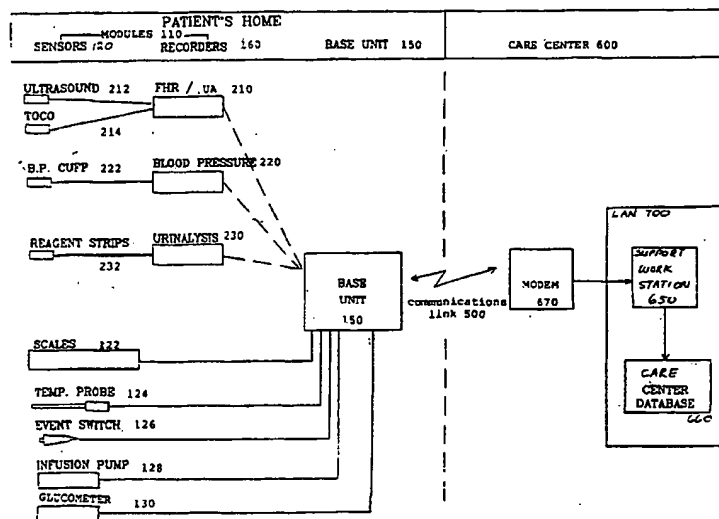 PATIENT'S HOME
MODULES 110
SENSORS 120 RECORDERS 160 BASE UNIT 150 CARE CENTER 600
ULTRASOUND 212 FHR / .UA 210
TOCO
214
B.P. CUFF 222 BLOOD PRESSURE 220
REAGENT STRIPS URINALYSIS 230
232
BASE
UNIT
150
communications
link 500
MODEM
670
LAN 700
SUPPORT
WORK
STATION
650
CARE
CENTER
DATABASE
660
SCALES 122
TEMP. PROBE 124
EVENT SWITCH 126
INFUSION PUMP 128
GLUCOMETER 130